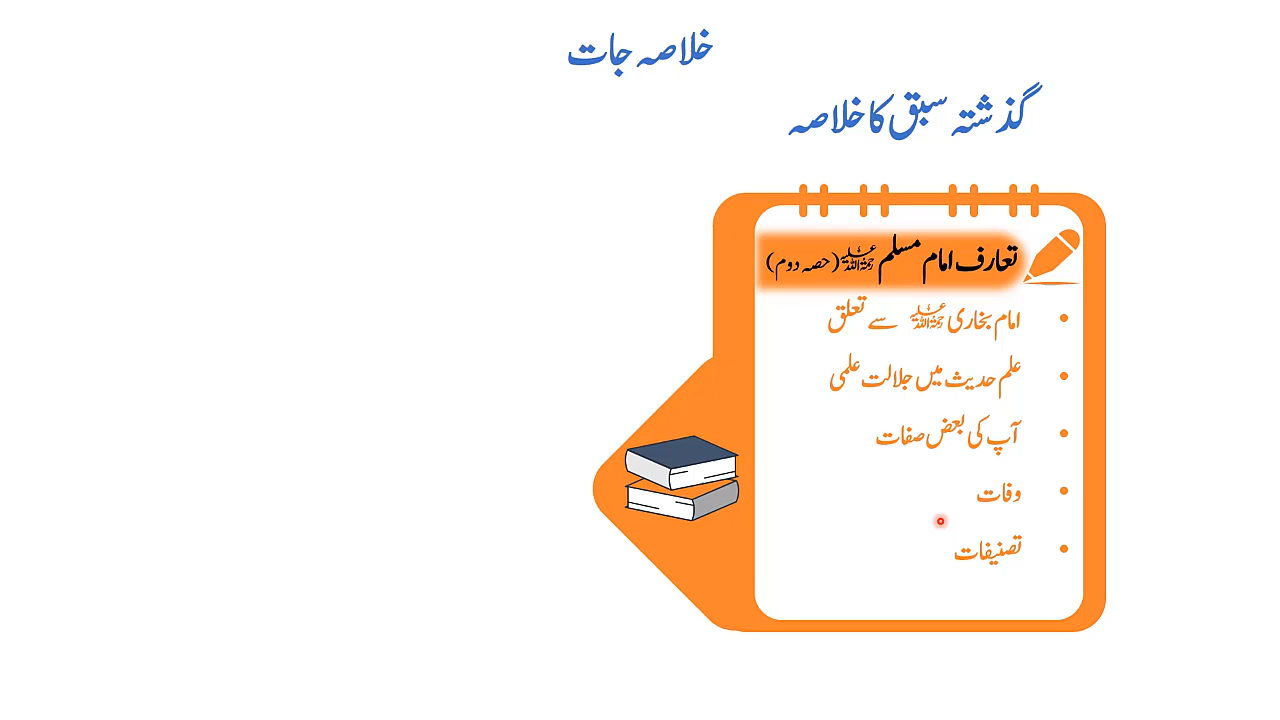 خلاصہ جات
گذشتہ سبق کا خلاصہ
تعارف امام مسلم رحمۃ اللہ علیہ (حصہ دوم)
• امام بخاری رحمۃ اللہ علیہ سے تعلق
• علم حدیث میں جلالت علمی
• آپ کی بعض صفات
• وفات
• تصنیفات